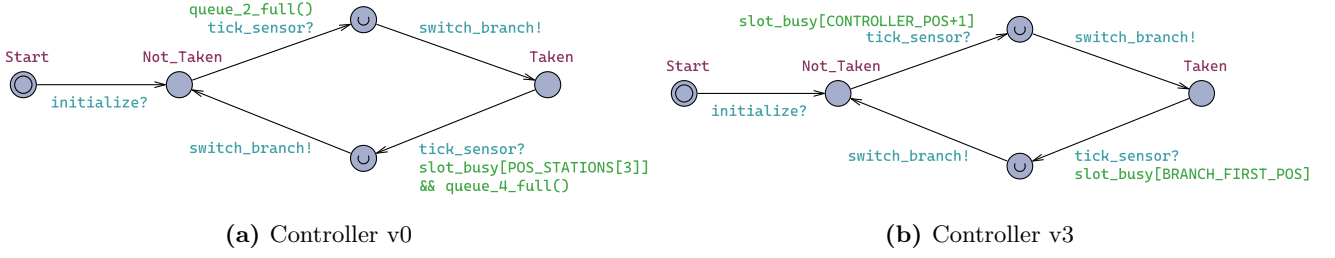 queue_2_full()
tick_sensor?
switch_branch!
Start
Not_Taken
Taken
initialize?
switch_branch!
tick_sensor?
slot_busy[POS_STATIONS[3]]
&& queue_4_full()
(a) Controller v0
slot_busy[CONTROLLER_POS+1]
tick_sensor?
switch_branch!
Start
Not_Taken
Taken
initialize?
switch_branch!
tick_sensor?
slot_busy[BRANCH_FIRST_POS]
(b) Controller v3